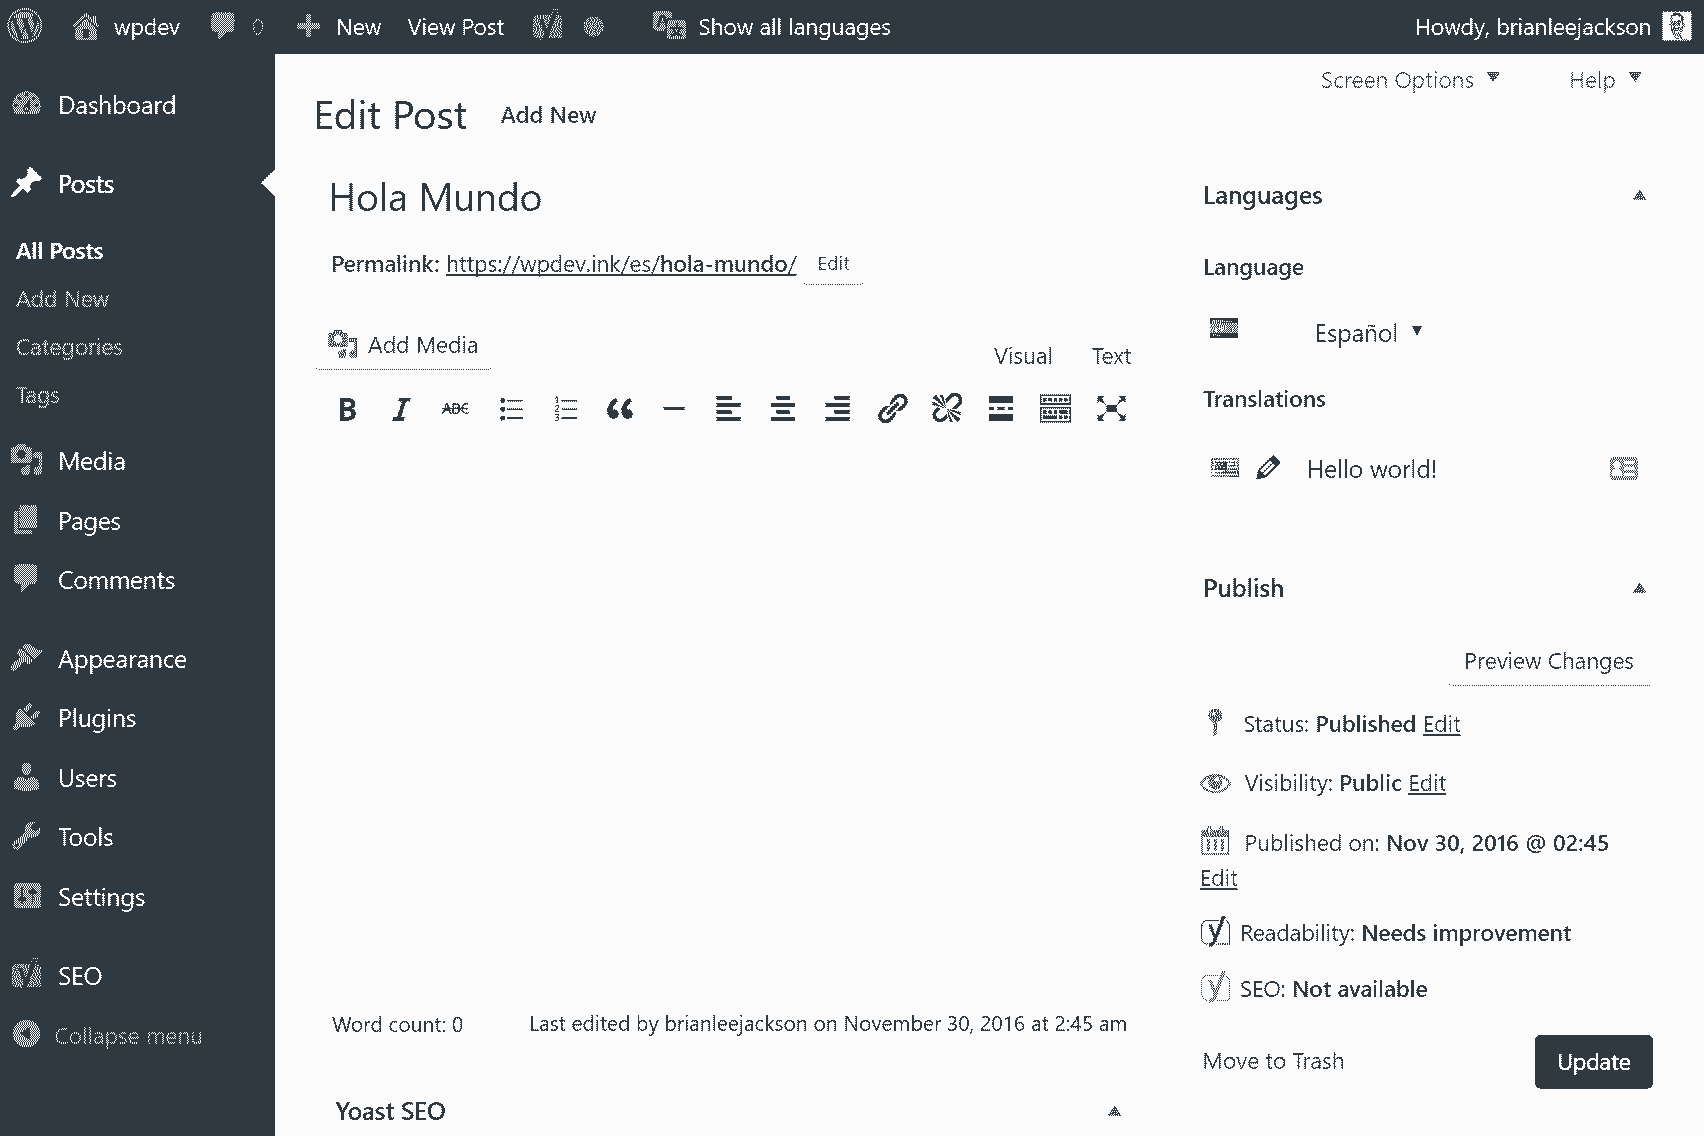 wpdev 0 New View Post Show all languages Howdy, brianleejackson
Screen Options Help
Dashboard
Posts
All Posts
Add New
Categories
Tags
Media
Pages
Comments
Appearance
Plugins
Users
Tools
Settings
SEO
Collapse menu
Edit Post Add New
Hola Mundo
Permalink: https://wpdev.ink/es/hola-mundo/ Edit
Add Media
Visual Text
B I ABC
Word count: 0 Last edited by brianleejackson on November 30, 2016 at 2:45 am
Yoast SEO
Languages
Language
Español
Translations
Hello world!
Publish
Preview Changes
Status: Published Edit
Visibility: Public Edit
Published on: Nov 30, 2016 @ 02:45
Edit
Readability: Needs improvement
SEO: Not available
Move to Trash Update